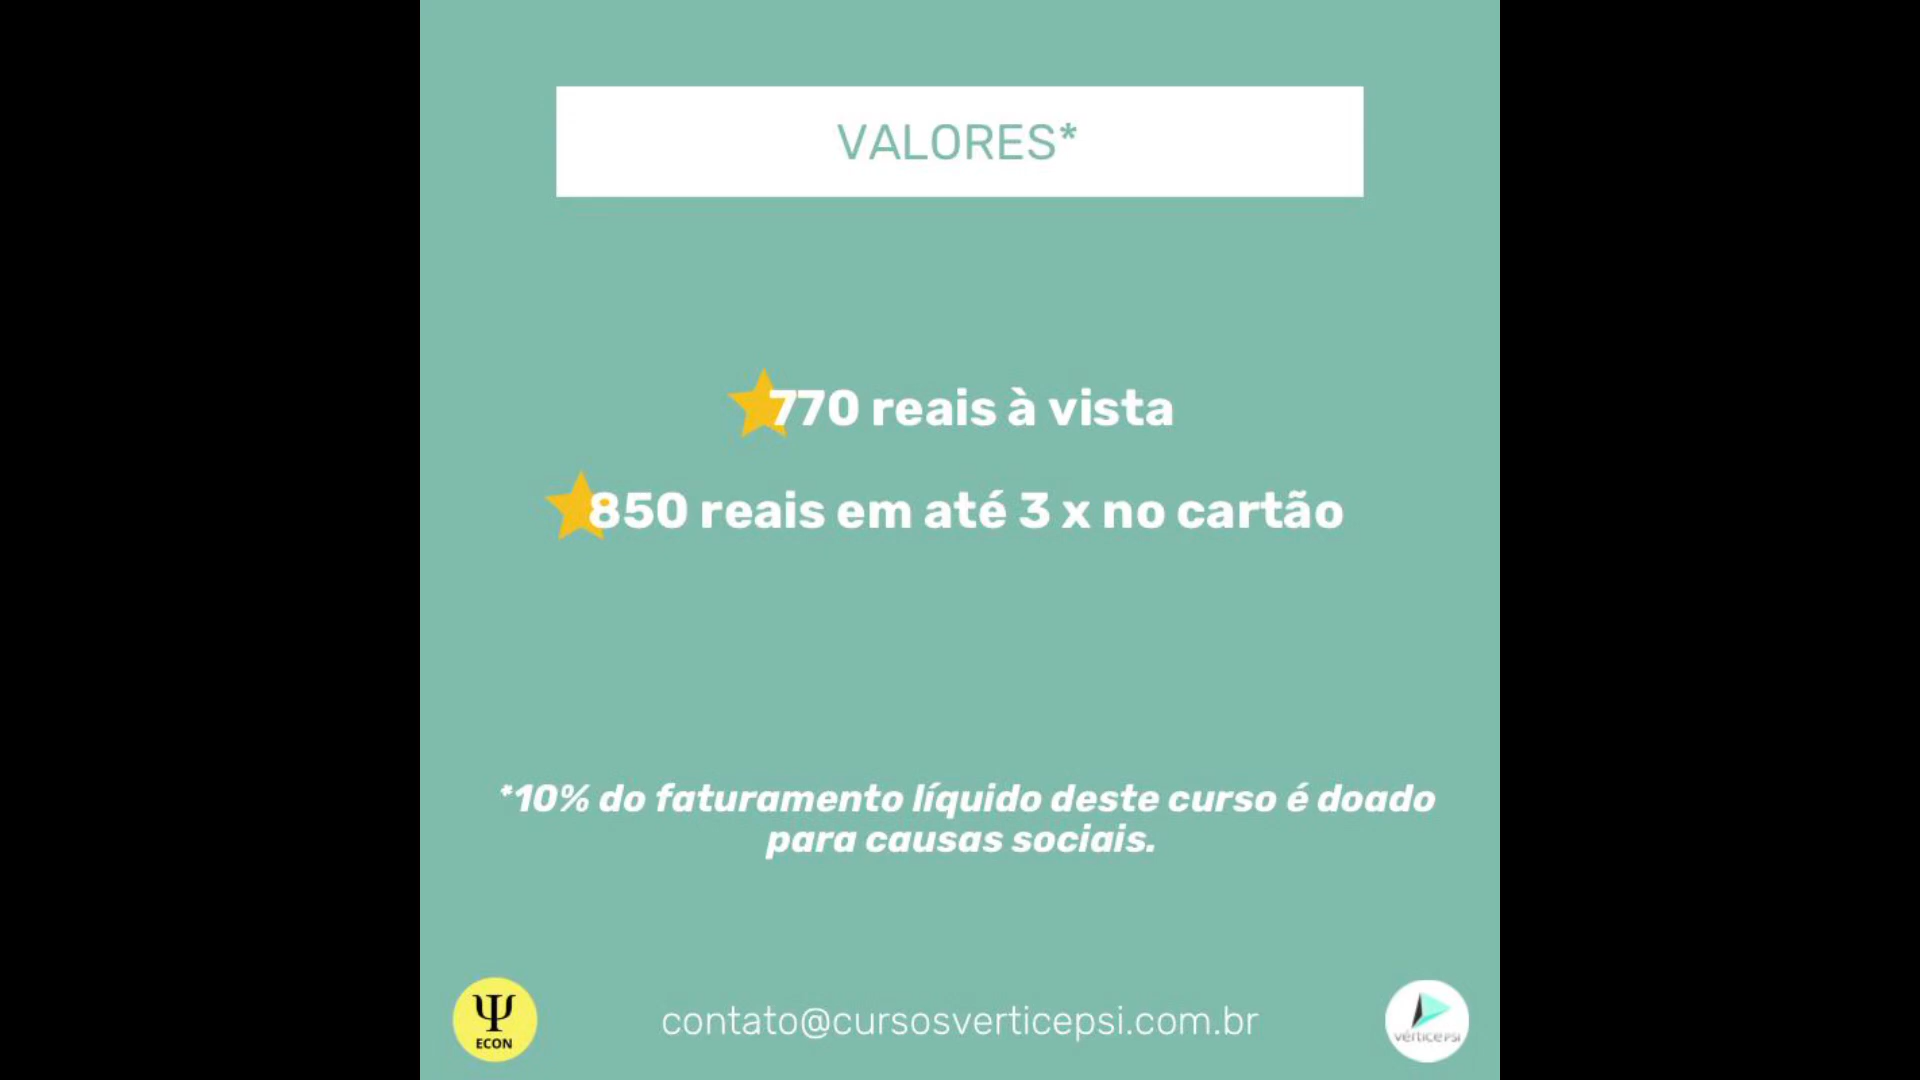 VALORES*
770 reais à vista
850 reais em até 3 x no cartão
*10% do faturamento líquido deste curso é doado
para causas sociais.
Ψ
ECON
contato@cursosverticepsi.com.br
vérticePSI